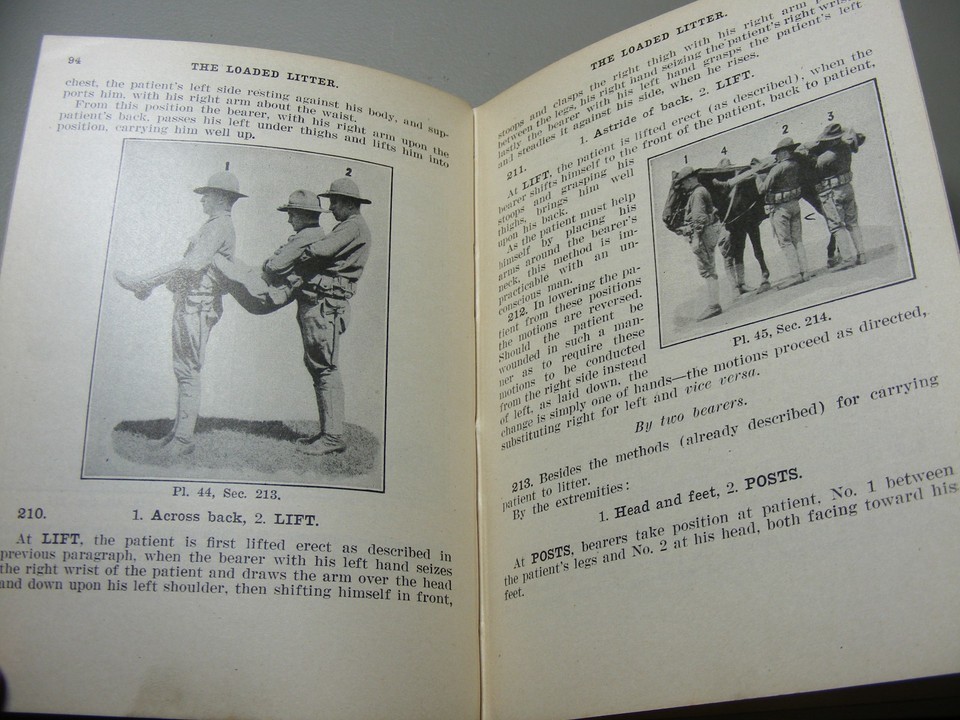 94
THE LOADED LITTER.
chest, the patient's left side resting against his body, and sup-
ports him, with his right arm about the waist.
From this position the bearer, with his right arm upon the
patient's back, passes his left under thighs and lifts him into
position, carrying him well up.
1
2
Pl. 44, Sec. 213.
210. 1. Across back, 2. LIFT.
At LIFT, the patient is first lifted erect as described in
previous paragraph, when the bearer with his left hand seizes
the right wrist of the patient and draws the arm over the head
and down upon his left shoulder, then shifting himself in front,
THE LOADED LITTER.
stoops and clasps the right thigh with his right arm
between the legs, his right hand seizing the patient's right wrist,
lastly the bearer with his left hand grasps the patient's left
and steadies it against his side, when he rises.
211. 1. Astride of back, 2. LIFT.
At LIFT, the patient is lifted erect (as described), when the
bearer shifts himself to the front of the patient, back to patient,
stoops and grasping his
thighs, brings him well
upon his back.
As the patient must help
himself by placing his
arms around the bearer's
neck, this method is im-
practicable with an un-
conscious man.
212. In lowering the pa-
tient from these positions
the motions are reversed.
Should the patient be
wounded in such a man-
ner as to require these
motions to be conducted
from the right side instead
of left, as laid down, the
change is simply one of hands—the motions proceed as directed,
substituting right for left and vice versa.
1
4
2
3
Pl. 45, Sec. 214.
By two bearers.
213. Besides the methods (already described) for carrying
patient to litter.
By the extremities:
1. Head and feet, 2. POSTS.
At POSTS, bearers take position at patient, No. 1 between
the patient's legs and No. 2 at his head, both facing toward his
feet.